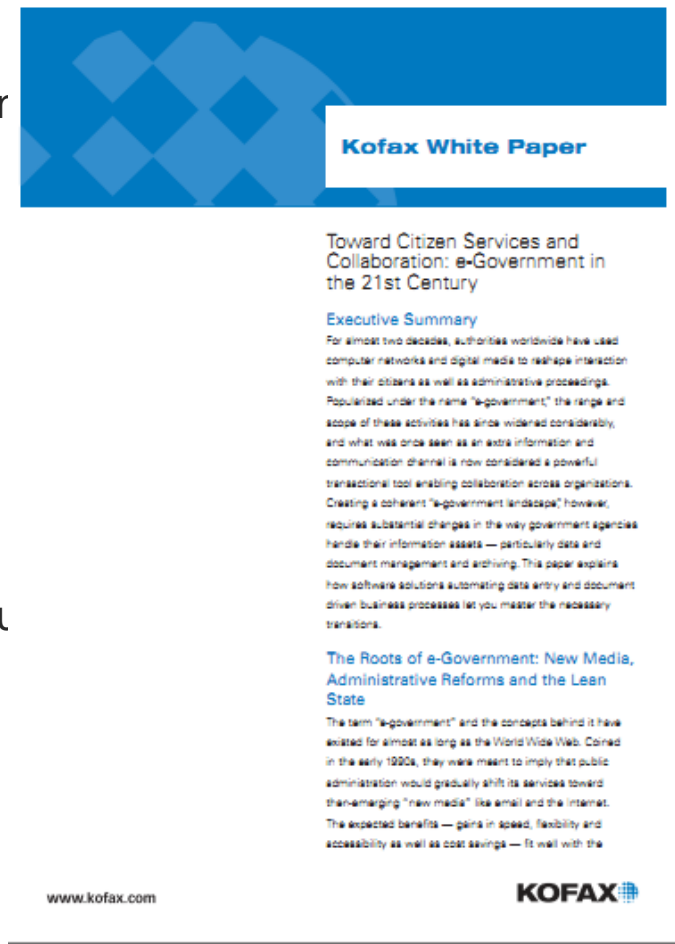 r
Kofax White Paper
Toward Citizen Services and
Collaboration: e-Government in
the 21st Century
Executive Summary
For almost two decades, authorities worldwide have used
computer networks and digital media to reshape interaction
with their citizens as well as administrative proceedings.
Popularized under the name "e-government," the range and
scope of these activities has since widened considerably,
and what was once seen as an extra information and
communication channel is now considered a powerful
transactional tool enabling collaboration across organizations.
Creating a coherent "e-government landscape," however,
requires substantial changes in the way government agencies
handle their information assets — particularly data and
document management and archiving. This paper explains
how software solutions automating data entry and document
driven business processes let you master the necessary
transitions.
The Roots of e-Government: New Media,
Administrative Reforms and the Lean
State
The term "e-government" and the concepts behind it have
existed for almost as long as the World Wide Web. Coined
in the early 1990s, they were meant to imply that public
administration would gradually shift its services toward
then-emerging "new media" like email and the Internet.
The expected benefits — gains in speed, flexibility and
accessibility as well as cost savings — fit well with the
www.kofax.com
KOFAX